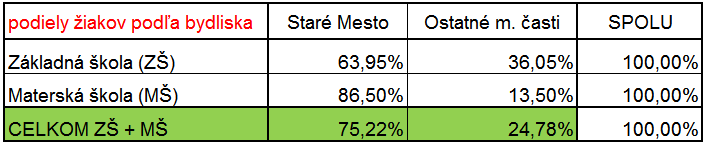 podiely žiakov podľa bydliska Staré Mesto Ostatné m. časti SPOLU
Základná škola (ZŠ) 63,95% 36,05% 100,00%
Materská škola (MŠ) 86,50% 13,50% 100,00%
CELKOM ZŠ + MŠ 75,22% 24,78% 100,00%